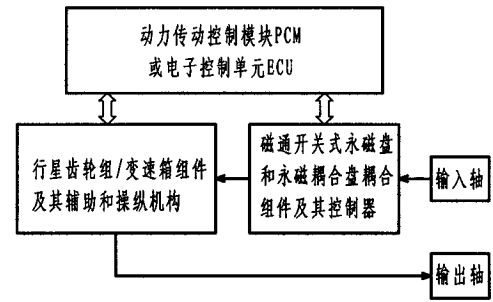 动力传动控制模块PCM
或电子控制单元ECU
行星齿轮组/变速箱组件
及其辅助和操纵机构
磁通开关式永磁盘
和永磁耦合盘耦合
组件及其控制器
输入轴
输出轴